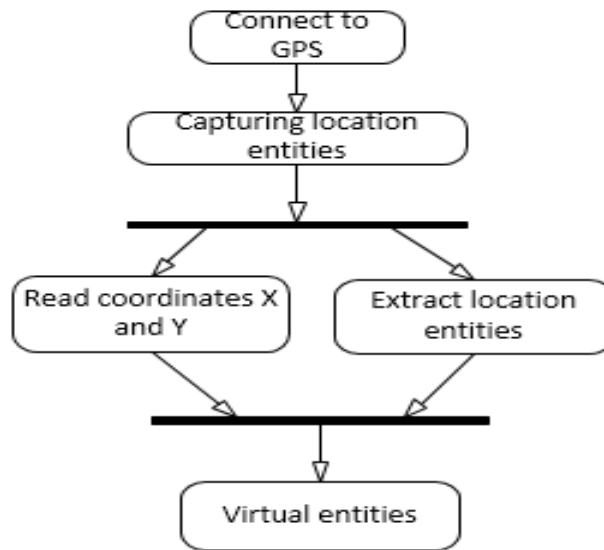 Connect to
GPS
Capturing location
entities
Read coordinates X
and Y
Extract location
entities
Virtual entities